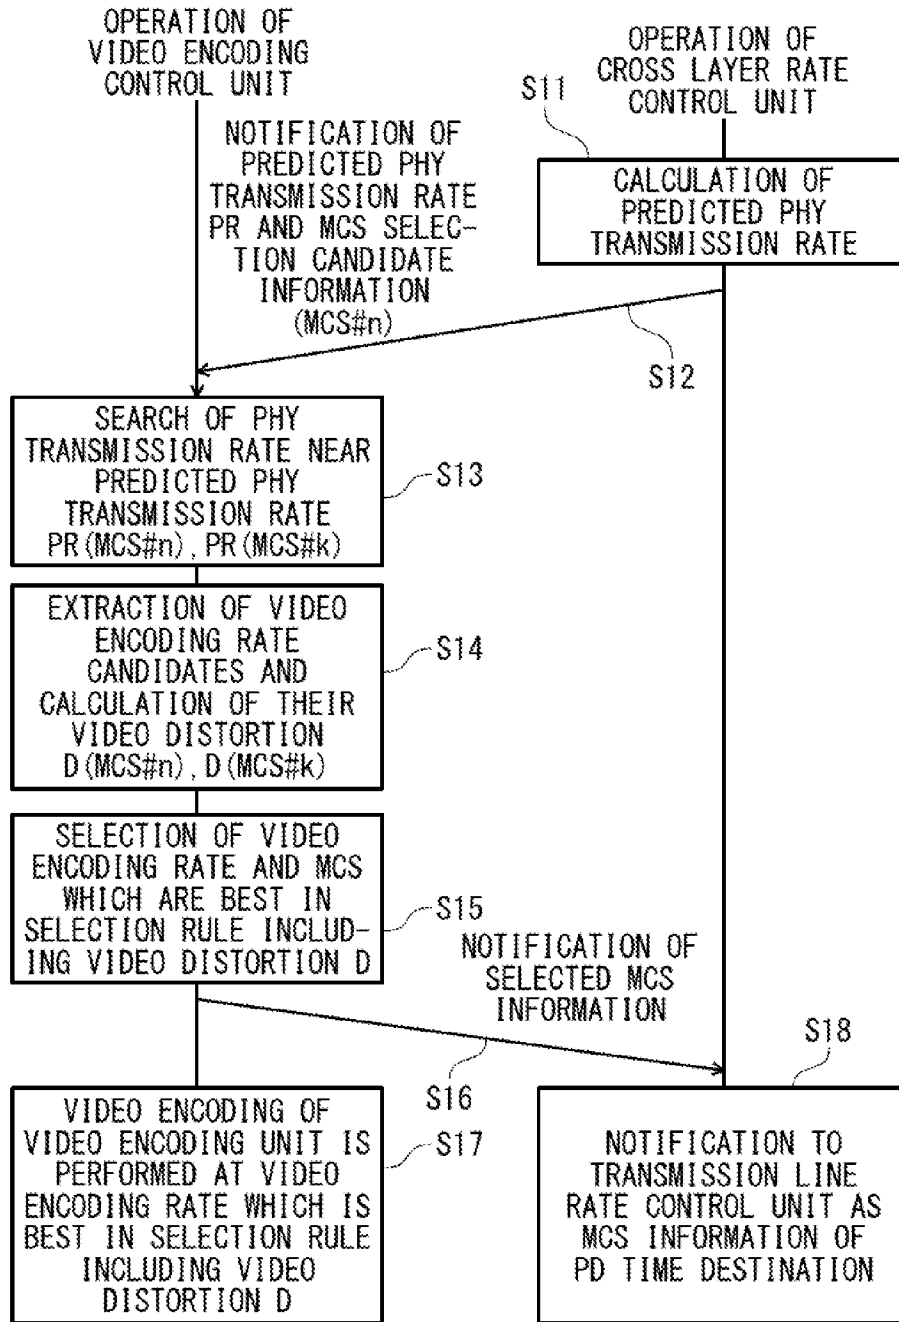 OPERATION OF
VIDEO ENCODING
CONTROL UNIT
OPERATION OF
CROSS LAYER RATE
CONTROL UNIT
S11
CALCULATION OF
PREDICTED PHY
TRANSMISSION RATE
NOTIFICATION OF
PREDICTED PHY
TRANSMISSION RATE
PR AND MCS SELEC-
TION CANDIDATE
INFORMATION
(MCS#n)
S12
SEARCH OF PHY
TRANSMISSION RATE NEAR
PREDICTED PHY
TRANSMISSION RATE
PR(MCS#n), PR(MCS#k)
S13
EXTRACTION OF VIDEO
ENCODING RATE
CANDIDATES AND
CALCULATION OF THEIR
VIDEO DISTORTION
D(MCS#n), D(MCS#k)
S14
SELECTION OF VIDEO
ENCODING RATE AND MCS
WHICH ARE BEST IN
SELECTION RULE INCLUD-
ING VIDEO DISTORTION D
S15
NOTIFICATION OF
SELECTED MCS
INFORMATION
S16
VIDEO ENCODING OF
VIDEO ENCODING UNIT IS
PERFORMED AT VIDEO
ENCODING RATE WHICH IS
BEST IN SELECTION RULE
INCLUDING VIDEO
DISTORTION D
S17
S18
NOTIFICATION TO
TRANSMISSION LINE
RATE CONTROL UNIT AS
MCS INFORMATION OF
PD TIME DESTINATION